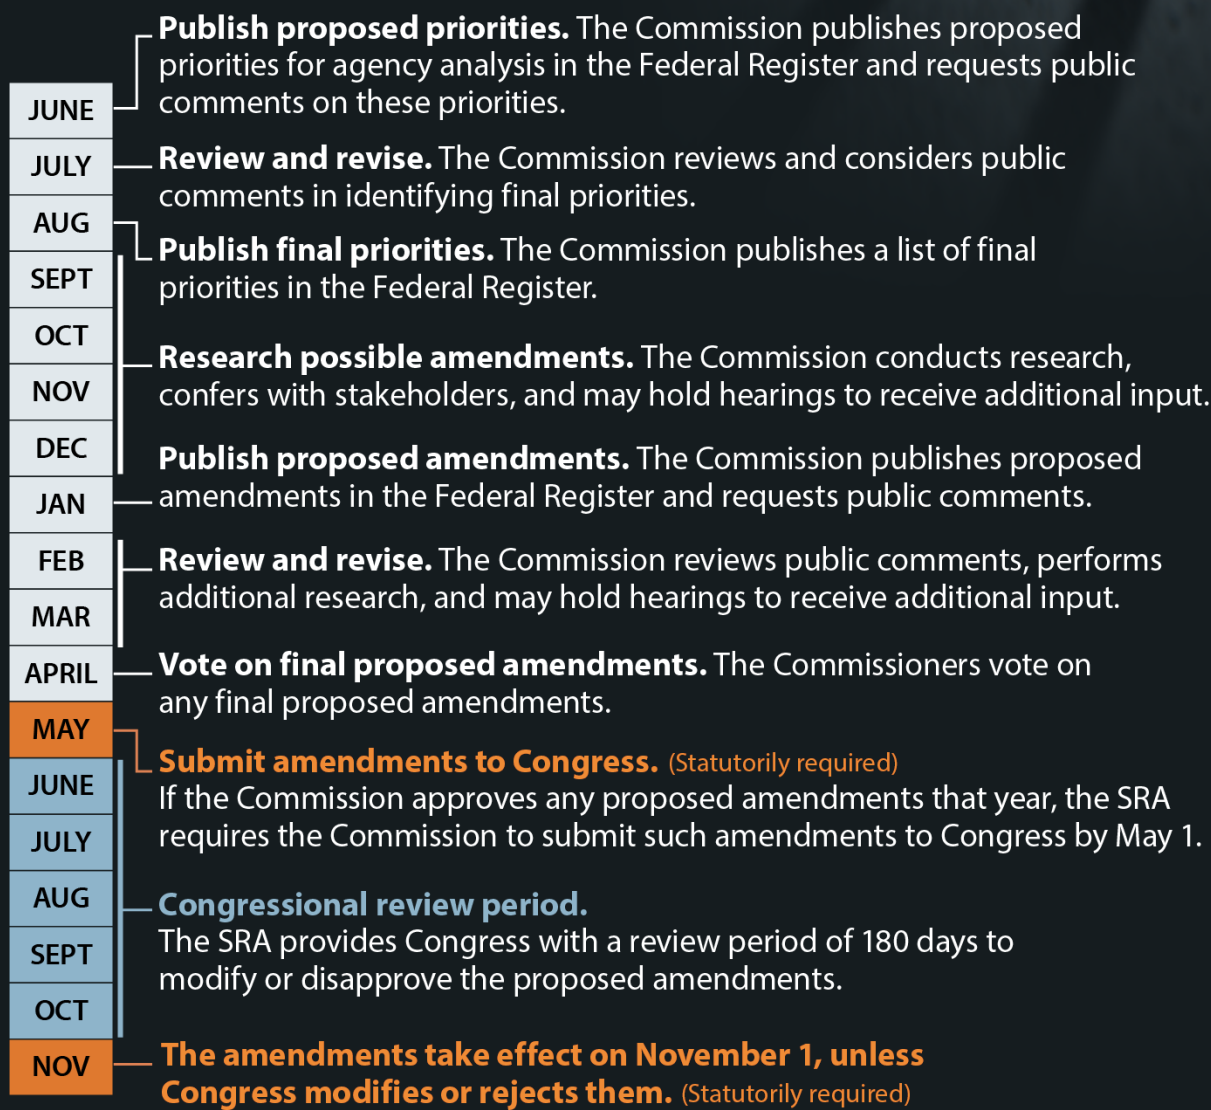 Publish proposed priorities. The Commission publishes proposed
priorities for agency analysis in the Federal Register and requests public
comments on these priorities.
JUNE
JULY
Review and revise. The Commission reviews and considers public
comments in identifying final priorities.
AUG
Publish final priorities. The Commission publishes a list of final
priorities in the Federal Register.
SEPT
OCT
NOV
DEC
Research possible amendments. The Commission conducts research,
confers with stakeholders, and may hold hearings to receive additional input.
Publish proposed amendments. The Commission publishes proposed
amendments in the Federal Register and requests public comments.
JAN
FEB
MAR
Review and revise. The Commission reviews public comments, performs
additional research, and may hold hearings to receive additional input.
APRIL
Vote on final proposed amendments. The Commissioners vote on
any final proposed amendments.
MAY
Submit amendments to Congress. (Statutorily required)
If the Commission approves any proposed amendments that year, the SRA
requires the Commission to submit such amendments to Congress by May 1.
JUNE
JULY
AUG
SEPT
OCT
Congressional review period.
The SRA provides Congress with a review period of 180 days to
modify or disapprove the proposed amendments.
NOV
The amendments take effect on November 1, unless
Congress modifies or rejects them. (Statutorily required)